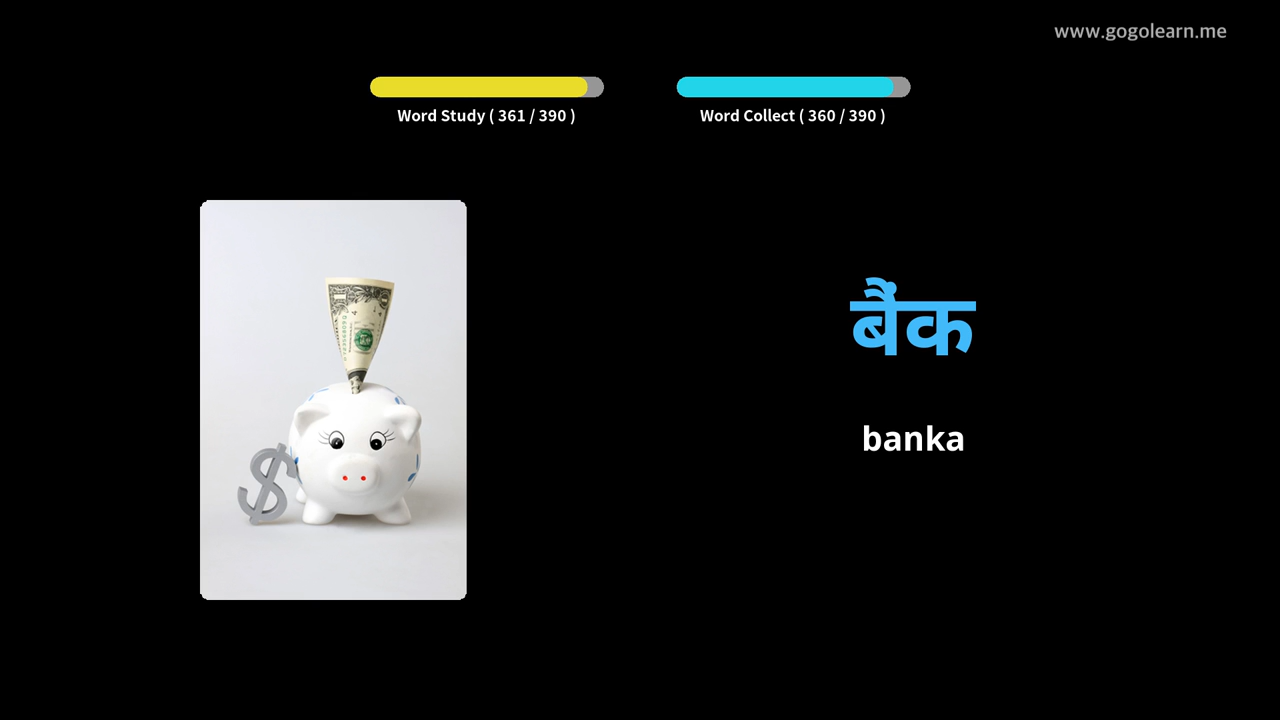 www.gogolearn.me
Word Study ( 361 / 390 )
Word Collect ( 360 / 390 )
बैंक
banka
$